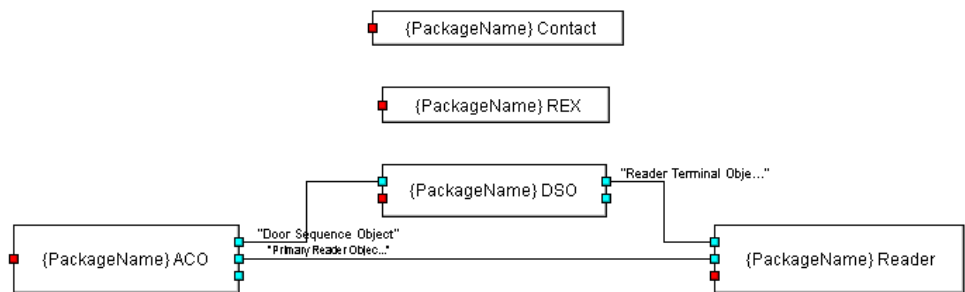 {PackageName} Contact
{PackageName} REX
{PackageName} DSO
"Reader Terminal Obje..."
"Door Sequence Object"
"Primary Reader Objec..."
{PackageName} ACO
{PackageName} Reader